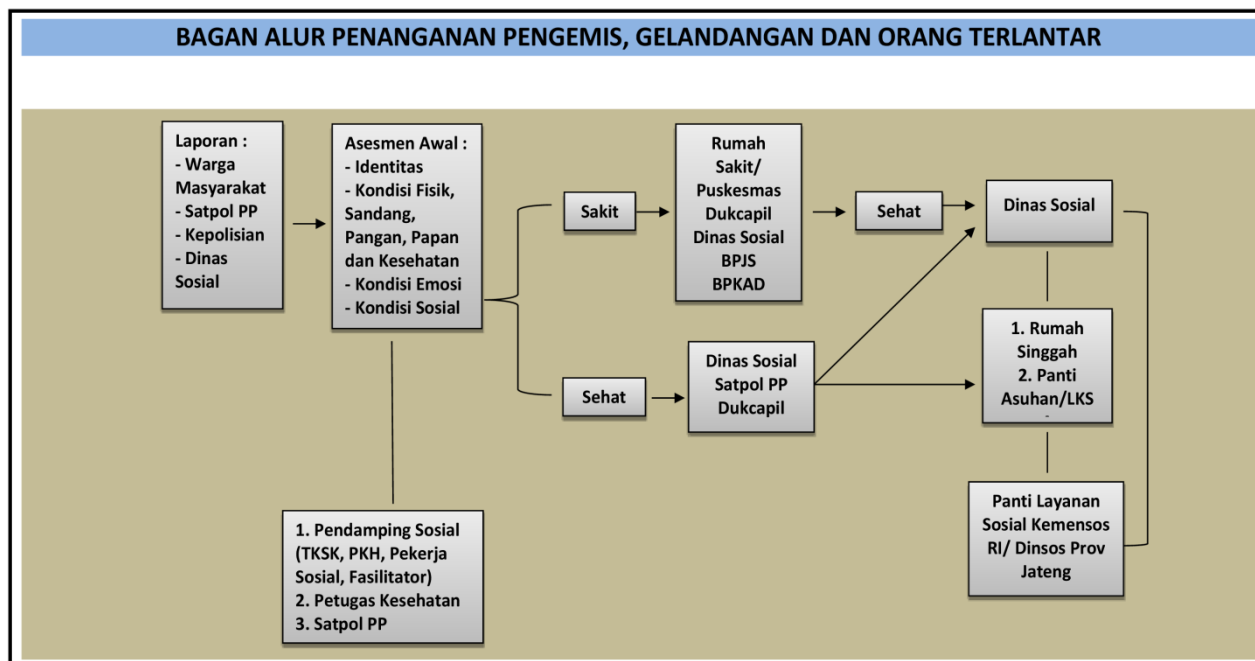 BAGAN ALUR PENANGANAN PENGEMIS, GELANDANGAN DAN ORANG TERLANTAR
Laporan :
- Warga
Masyarakat
- Satpol PP
- Kepolisian
- Dinas
Sosial
Asesmen Awal :
- Identitas
- Kondisi Fisik,
Sandang,
Pangan, Papan
dan Kesehatan
- Kondisi Emosi
- Kondisi Sosial
Sakit
Rumah
Sakit/
Puskesmas
Dukcapil
Dinas Sosial
BPJS
BPKAD
Sehat
Dinas Sosial
Sehat
Dinas Sosial
Satpol PP
Dukcapil
1. Rumah
Singgah
2. Panti
Asuhan/LKS
-
1. Pendamping Sosial
(TKSK, PKH, Pekerja
Sosial, Fasilitator)
2. Petugas Kesehatan
3. Satpol PP
Panti Layanan
Sosial Kemensos
RI/ Dinsos Prov
Jateng